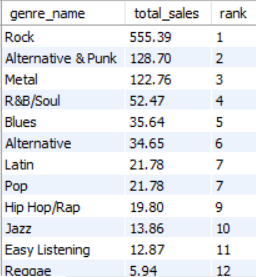 genre_name total_sales rank
Rock 555.39 1
Alternative & Punk 128.70 2
Metal 122.76 3
R&B/Soul 52.47 4
Blues 35.64 5
Alternative 34.65 6
Latin 21.78 7
Pop 21.78 7
Hip Hop/Rap 19.80 9
Jazz 13.86 10
Easy Listening 12.87 11
Reggae 5.94 12